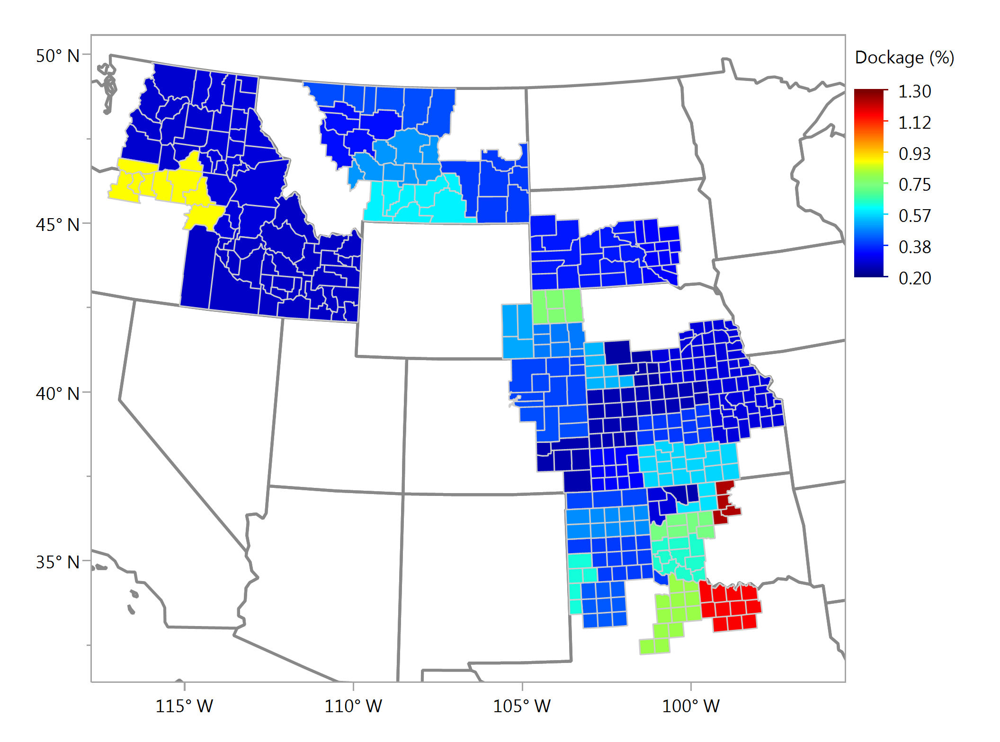 Dockage (%)
1.30
1.12
0.93
0.75
0.57
0.38
0.20
50° N
45° N
40° N
35° N
115° W
110° W
105° W
100° W